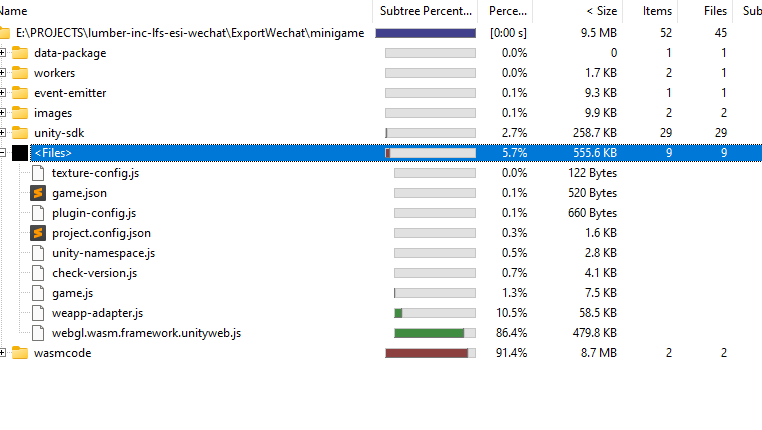 Name Subtree Percent... Perce... < Size Items Files Sub
E:\PROJECTS\lumber-inc-lfs-esi-wechat\ExportWechat\minigame [0:00 s] 9.5 MB 52 45
data-package 0.0% 0 1 1
workers 0.0% 1.7 KB 2 1
event-emitter 0.1% 9.3 KB 1 1
images 0.1% 9.9 KB 2 2
unity-sdk 2.7% 258.7 KB 29 29
<Files> 5.7% 555.6 KB 9 9
texture-config.js 0.0% 122 Bytes
game.json 0.1% 520 Bytes
plugin-config.js 0.1% 660 Bytes
project.config.json 0.3% 1.6 KB
unity-namespace.js 0.5% 2.8 KB
check-version.js 0.7% 4.1 KB
game.js 1.3% 7.5 KB
weapp-adapter.js 10.5% 58.5 KB
webgl.wasm.framework.unityweb.js 86.4% 479.8 KB
wasmcode 91.4% 8.7 MB 2 2